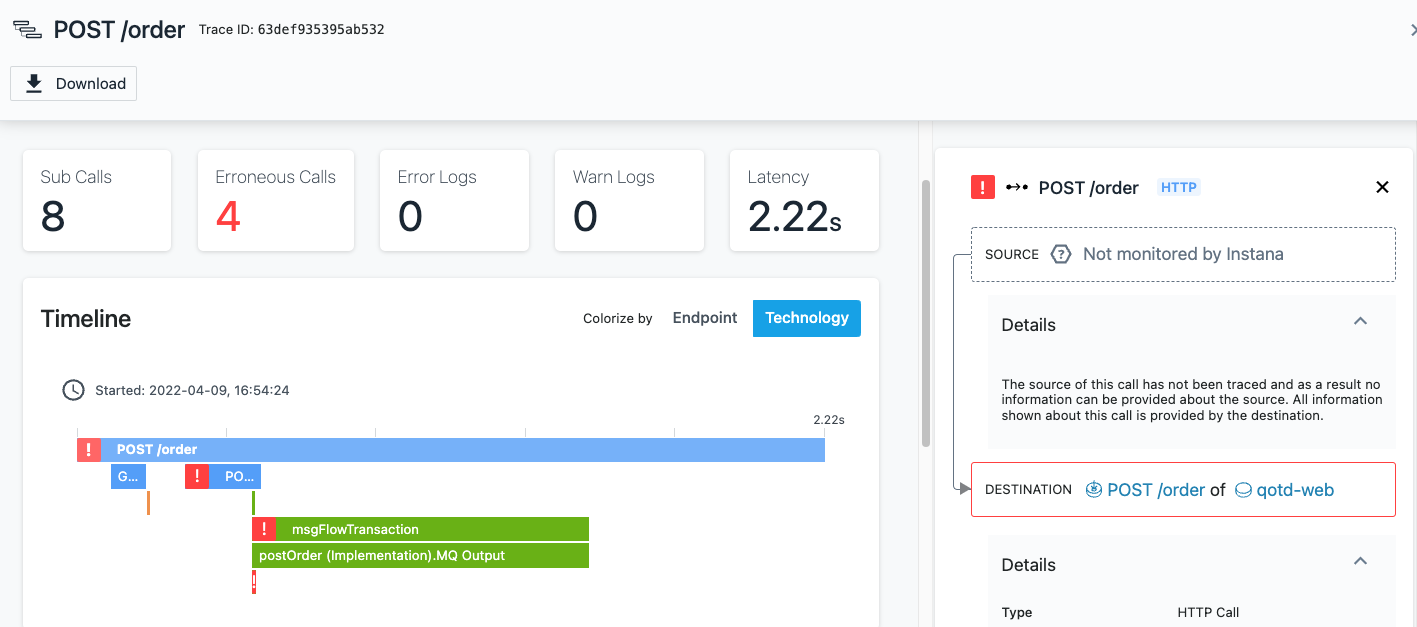 POST /order Trace ID: 63def935395ab532
Download
Sub Calls
8
Erroneous Calls
4
Error Logs
0
Warn Logs
0
Latency
2.22s
Timeline
Colorize by Endpoint Technology
Started: 2022-04-09, 16:54:24
2.22s
! POST /order
G... ! PO...
! msgFlowTransaction
postOrder (Implementation).MQ Output
!
! POST /order HTTP
SOURCE ? Not monitored by Instana
Details
The source of this call has not been traced and as a result no
information can be provided about the source. All information
shown about this call is provided by the destination.
DESTINATION POST /order of qotd-web
Details
Type HTTP Call